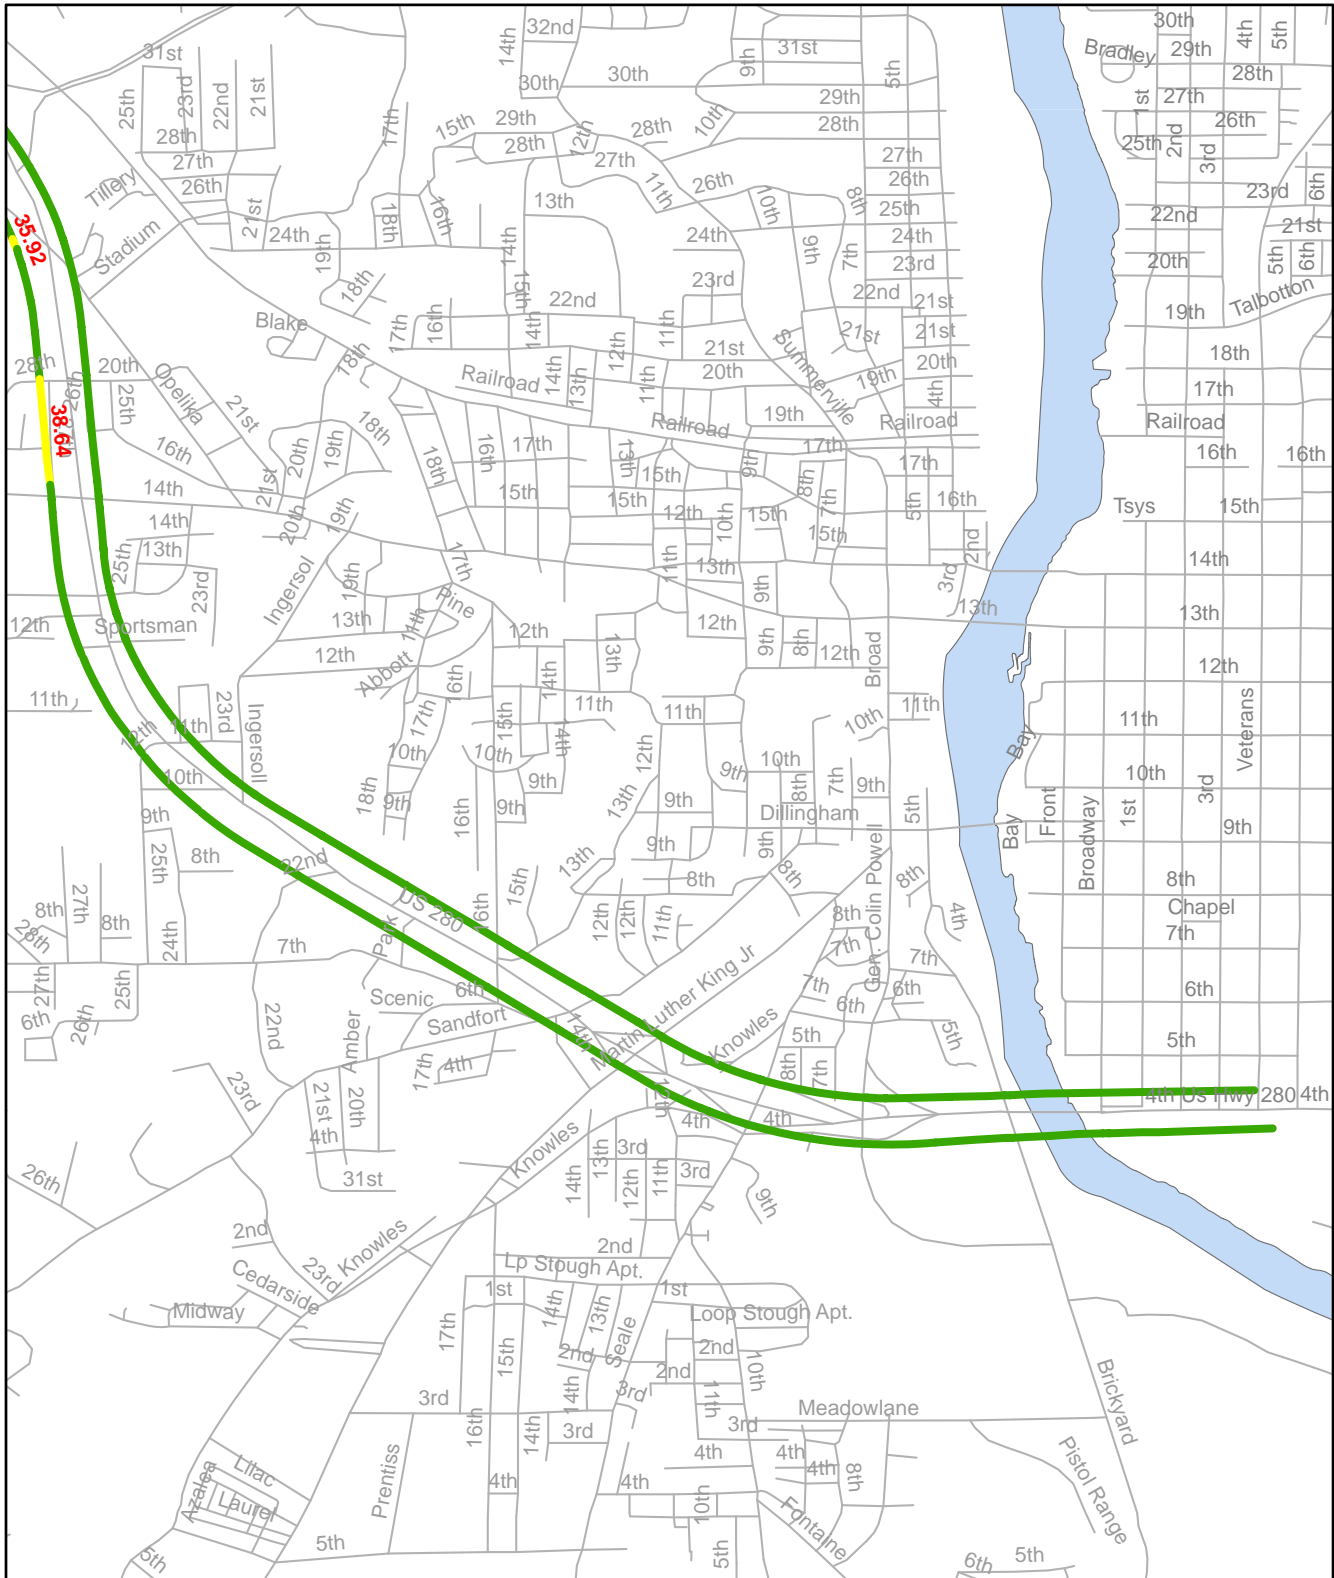 32nd
14th
31st
9th
30th
30th
5th
31st
25th
23rd
22nd
21st
28th
27th
26th
Tillery
Stadium
21st
24th
19th
18th
17th
15th
29th
28th
12th
28th
27th
11th
10th
29th
28th
27th
26th
25th
24th
23rd
22nd
21st
21st
20th
4th
8th
7th
9th
10th
26th
24th
23rd
18th
16th
13th
14th
15th
22nd
14th
12th
11th
21st
20th
Summerville
21st
19th
Railroad
30th
Bradley
29th
4th
5th
28th
27th
1st
26th
25th
2nd
3rd
23rd
6th
22nd
21st
20th
5th
6th
Talbotton
19th
18th
17th
Railroad
16th
16th
Tsys
15th
14th
13th
12th
35.92
38.64
28th
20th
26th
25th
Opelika
21st
16th
14th
14th
13th
25th
23rd
12th
Sportsman
11th
Blake
18th
17th
16th
Railroad
14th
13th
11th
Railroad
19th
17th
18th
19th
20th
21st
20th
19th
Ingersol
19th
13th
12th
18th
16th
17th
15th
13th
15th
15th
12th
10th
9th
15th
8th
7th
15th
17th
16th
5th
2nd
3rd
13th
17th
Pine
11th
Abbott
16th
17th
12th
14th
13th
15th
11th
14th
11th
13th
9th
12th
9th
8th
12th
Broad
11th
10th
11th
12th
11th
23rd
Ingersoll
10th
9th
25th
8th
24th
22nd
US 280
18th
10th
9th
10th
9th
9th
16th
16th
15th
13th
13th
12th
9th
9th
9th
10th
8th
7th
9th
Dillingham
5th
9th
8th
8th
12th
12th
11th
Gen. Colin Powell
8th
4th
8th
7th
7th
7th
6th
6th
5th
Bay
Bay
Front
Broadway
11th
10th
1st
3rd
Veterans
9th
8th
Chapel
7th
6th
5th
4th Us Hwy 280 4th
27th
8th
28th
8th
27th
6th
26th
25th
7th
Park
Scenic
6th
Sandfort
22nd
Amber
17th
4th
14th
Martin Luther King Jr
Knowles
5th
8th
7th
12th
4th
4th
23rd
21st
20th
4th
31st
26th
2nd
Cedarside
Midway
23rd
Knowles
Knowles
14th
13th
3rd
12th
11th
3rd
9th
2nd
Lp Stough Apt.
1st
1st
Loop Stough Apt.
17th
15th
14th
13th
Seale
2nd
2nd
2nd
10th
11th
3rd
16th
14th
14th
3rd
3rd
3rd
Meadowlane
4th
4th
4th
8th
4th
4th
10th
5th
Fontaine
Brickyard
Pistol Range
Prentiss
Azalea
Lilac
Laurel
5th
5th
6th
5th